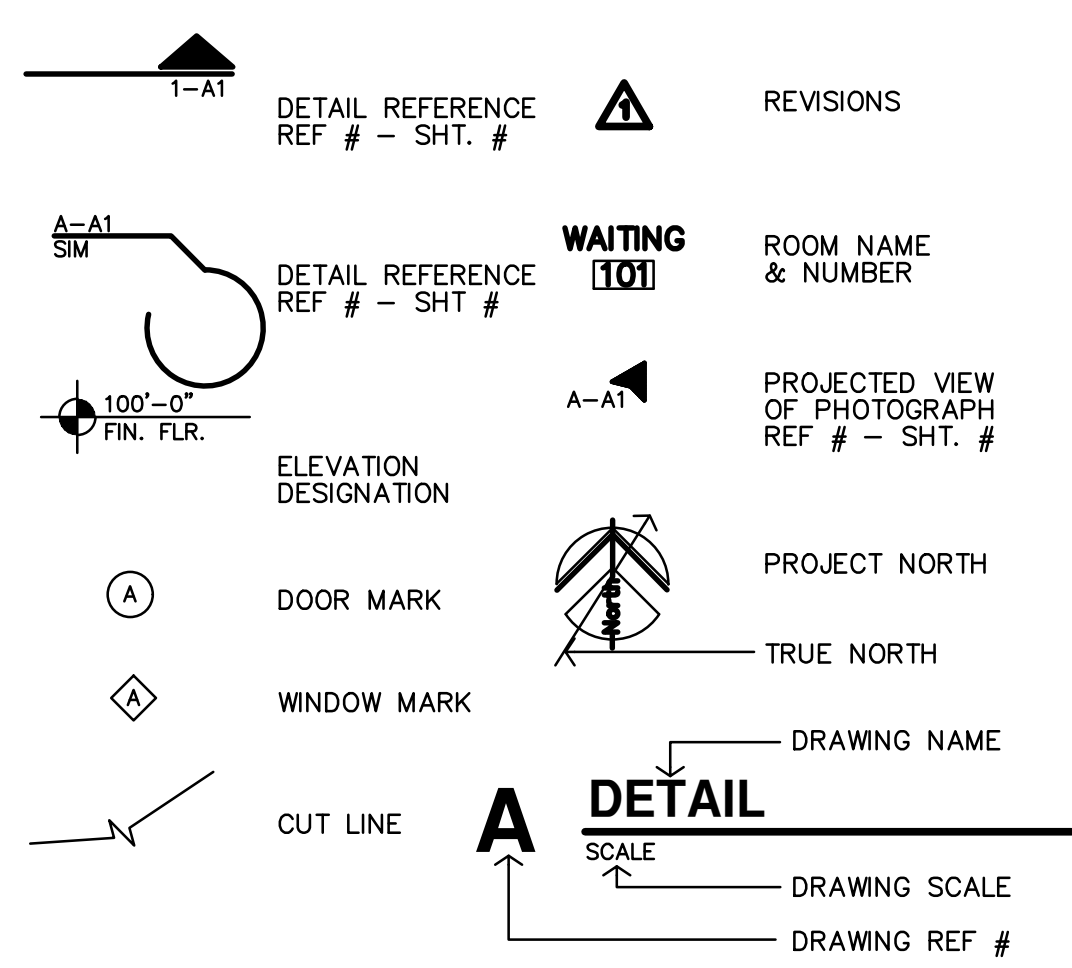 1-A1
DETAIL REFERENCE
REF # - SHT. #
A-A1
SIM
DETAIL REFERENCE
REF # - SHT #
100'-0"
FIN. FLR.
ELEVATION
DESIGNATION
A
DOOR MARK
A
WINDOW MARK
CUT LINE
1
REVISIONS
WAITING
101
ROOM NAME
& NUMBER
A-A1
PROJECTED VIEW
OF PHOTOGRAPH
REF # - SHT. #
North
PROJECT NORTH
TRUE NORTH
DRAWING NAME
A
DETAIL
SCALE
DRAWING SCALE
DRAWING REF #